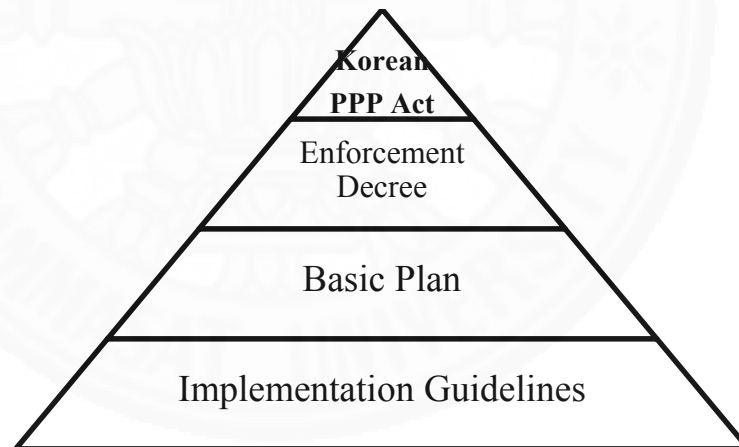 Korean
PPP Act
Enforcement
Decree
Basic Plan
Implementation Guidelines